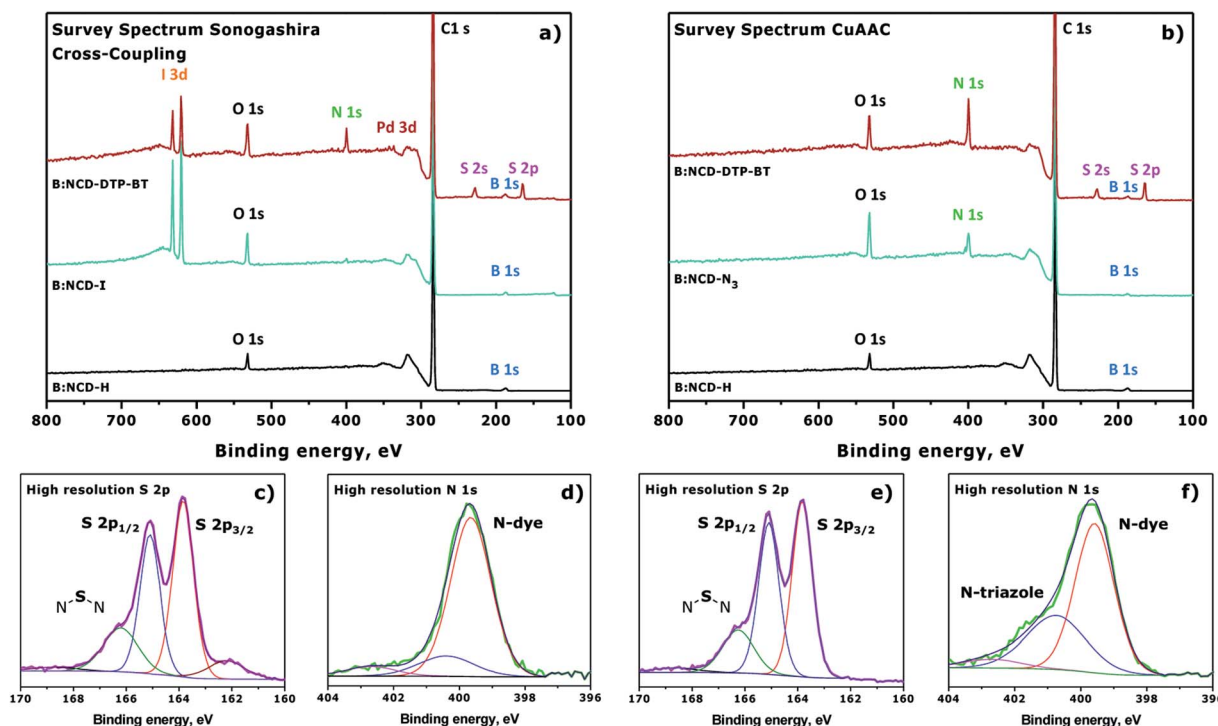 Survey Spectrum Sonogashira
Cross-Coupling
a)
C1 s
I 3d
O 1s
N 1s
Pd 3d
S 2s
S 2p
B 1s
B:NCD-DTP-BT
O 1s
B 1s
B:NCD-I
O 1s
B 1s
B:NCD-H
800 700 600 500 400 300 200 100
Binding energy, eV
Survey Spectrum CuAAC
b)
C 1s
N 1s
O 1s
S 2s
S 2p
B 1s
B:NCD-DTP-BT
O 1s
N 1s
B 1s
B:NCD-N3
O 1s
B 1s
B:NCD-H
800 700 600 500 400 300 200 100
Binding energy, eV
High resolution S 2p
c)
S 2p1/2
S 2p3/2
N S N
170 168 166 164 162 160
Binding energy, eV
High resolution N 1s
d)
N-dye
404 402 400 398 396
Binding energy, eV
High resolution S 2p
e)
S 2p1/2
S 2p3/2
N S N
170 168 166 164 162 160
Binding energy, eV
High resolution N 1s
f)
N-dye
N-triazole
404 402 400 398 396
Binding energy, eV